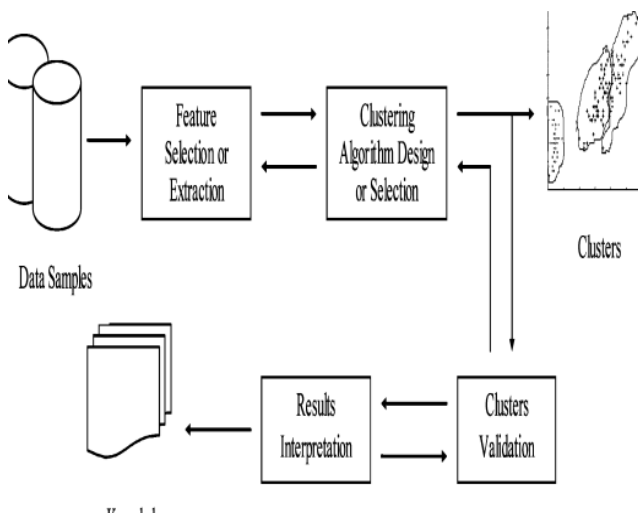 Feature
Selection or
Extraction
Clustering
Algorithm Design
or Selection
Clusters
Data Samples
Results
Interpretation
Clusters
Validation